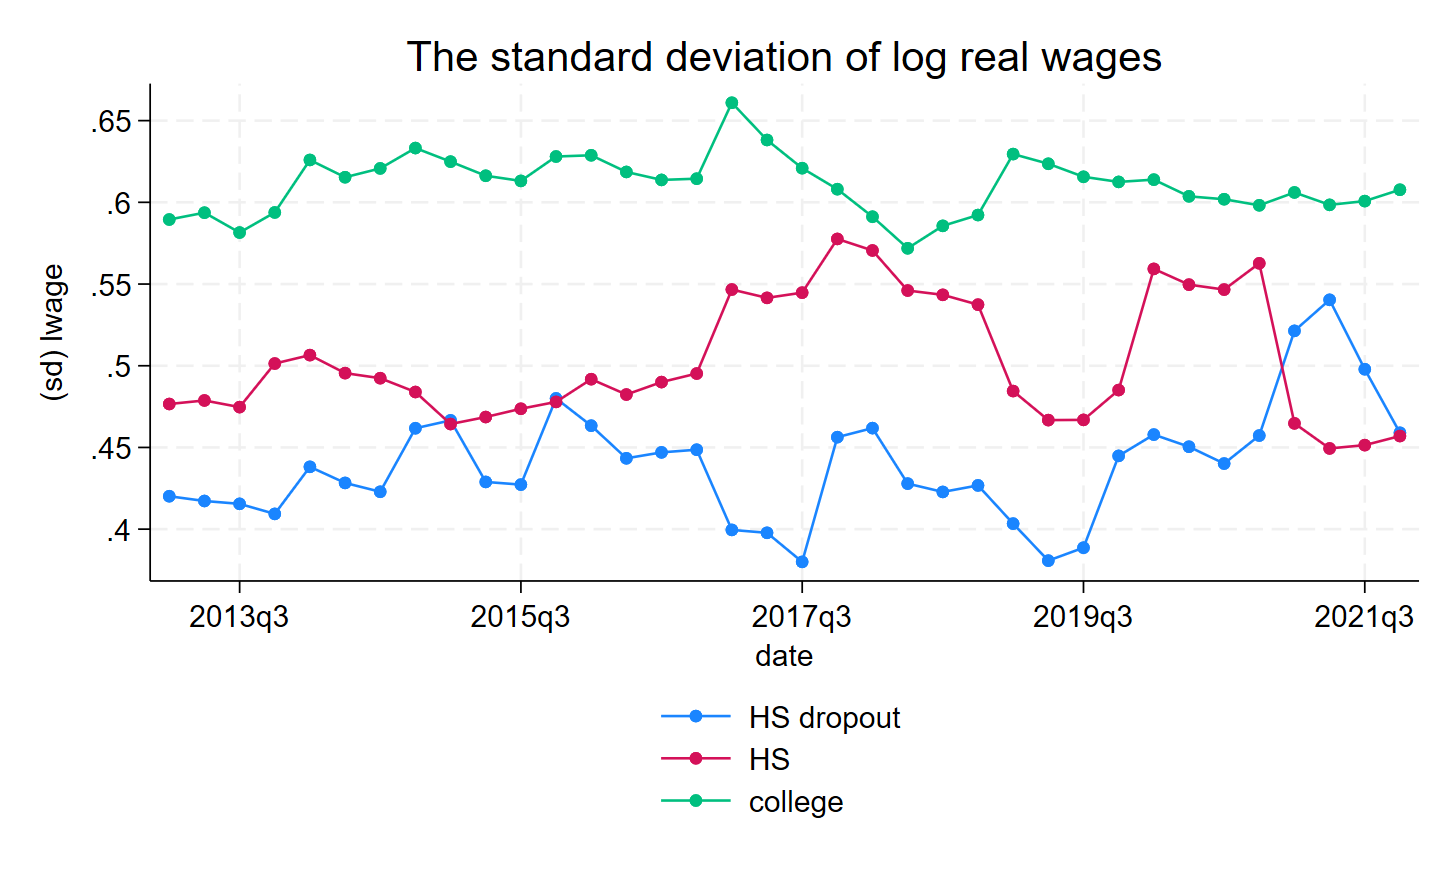 The standard deviation of log real wages
(sd) lwage
.65
.6
.55
.5
.45
.4
2013q3 2015q3 2017q3 2019q3 2021q3
date
HS dropout
HS
college